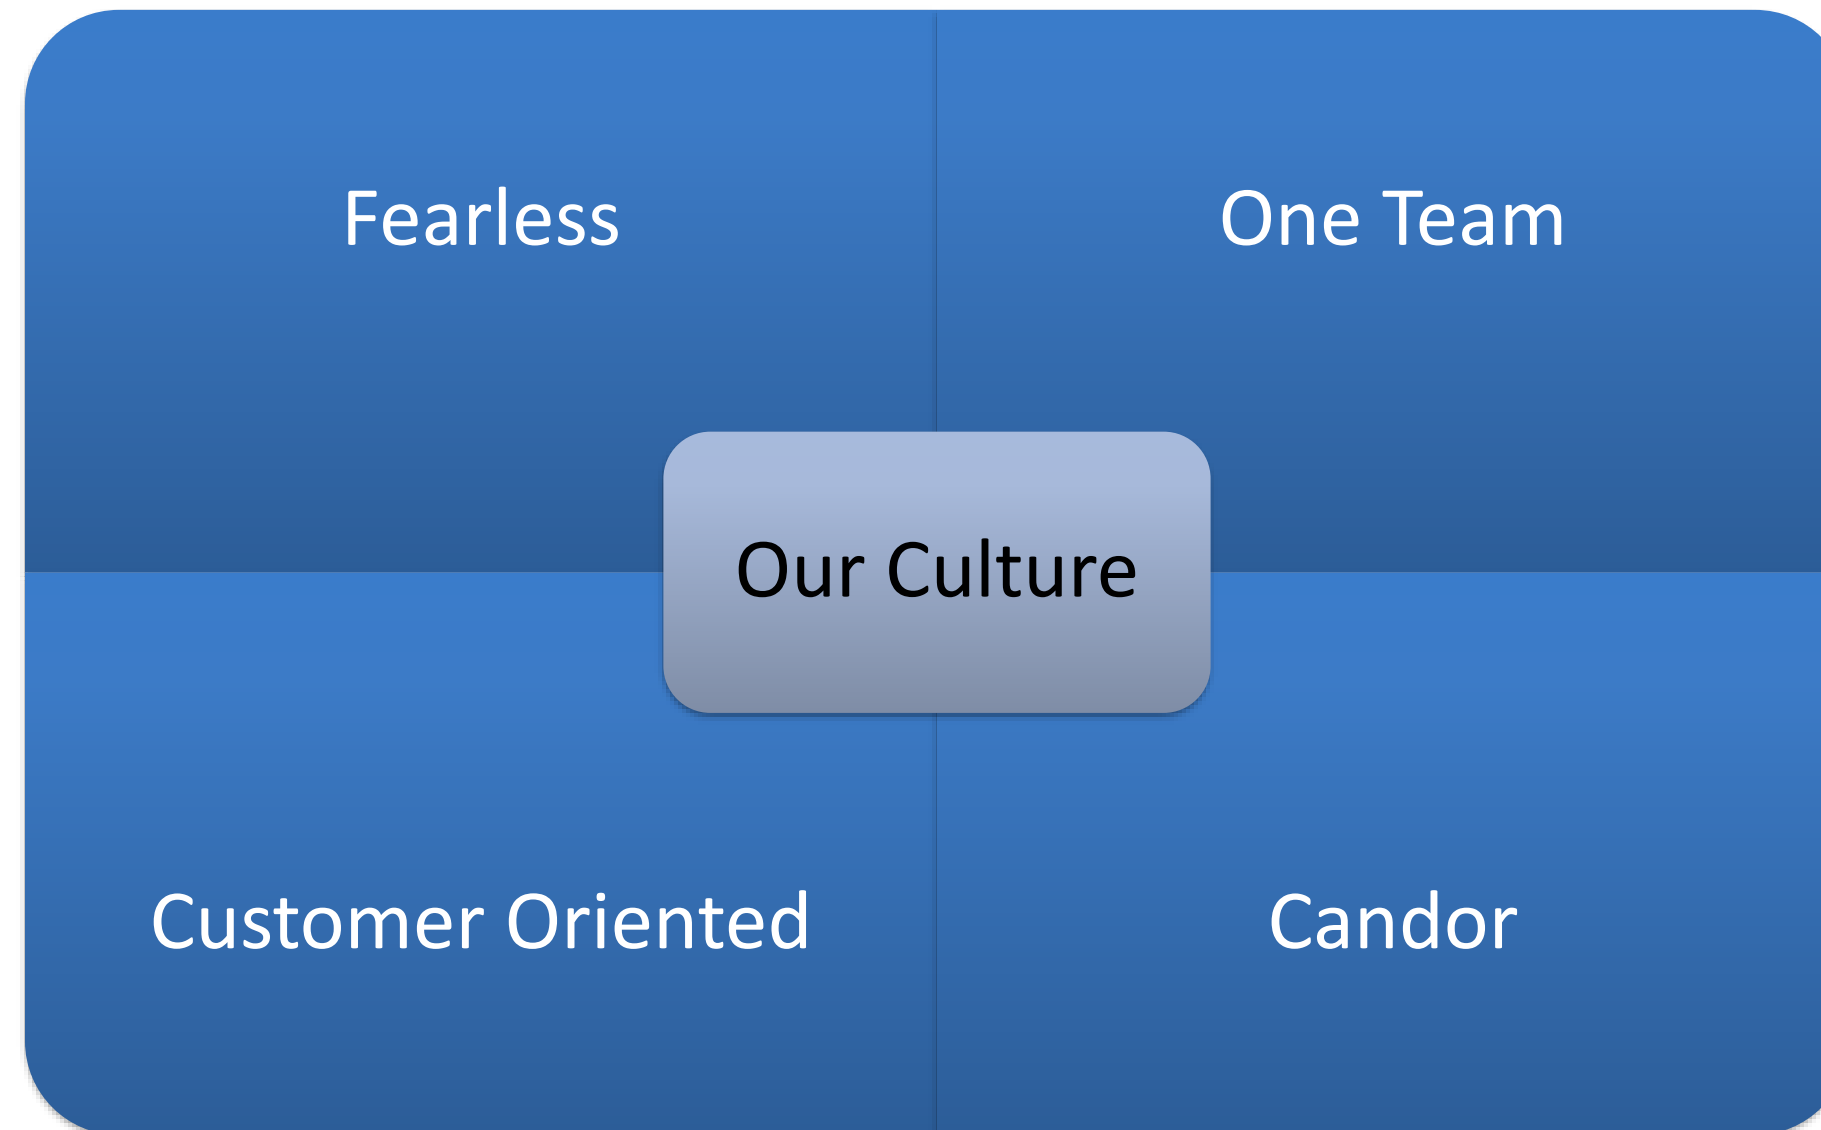 Fearless
One Team
Our Culture
Customer Oriented
Candor